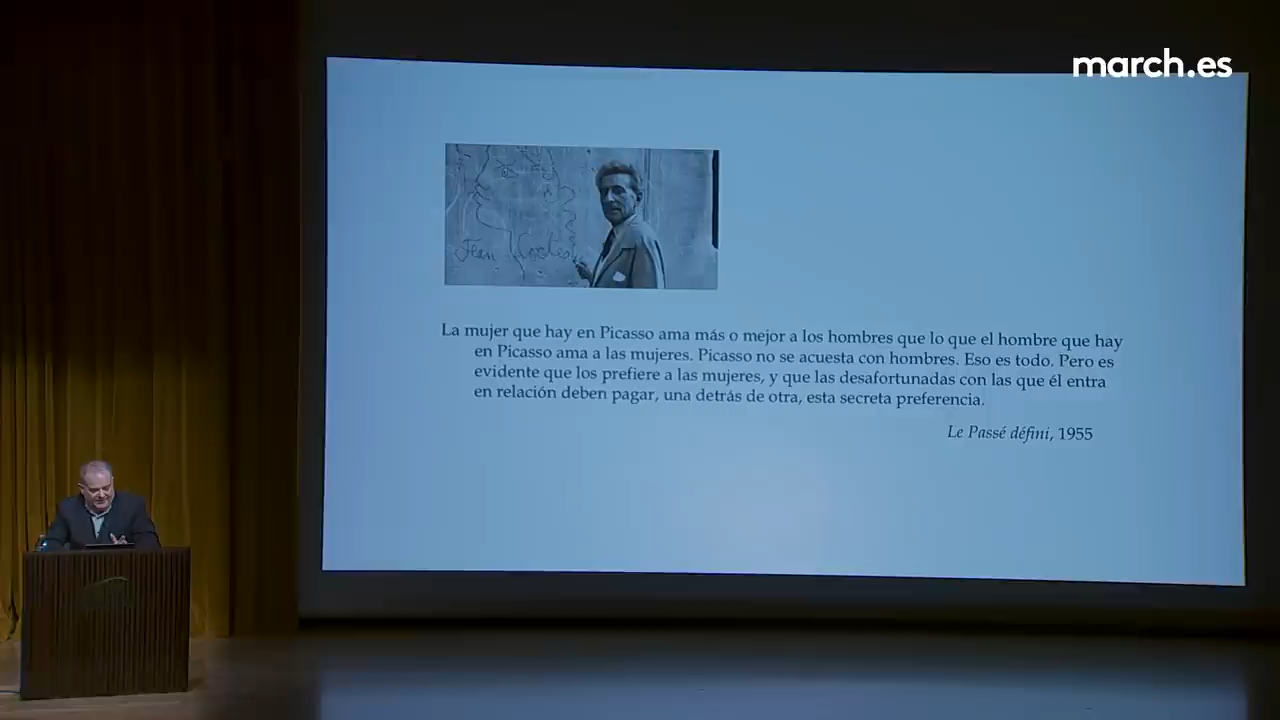 march.es
Jean Cocteau
La mujer que hay en Picasso ama más o mejor a los hombres que lo que el hombre que hay
en Picasso ama a las mujeres. Picasso no se acuesta con hombres. Eso es todo. Pero es
evidente que los prefiere a las mujeres, y que las desafortunadas con las que él entra
en relación deben pagar, una detrás de otra, esta secreta preferencia.
Le Passé défini, 1955